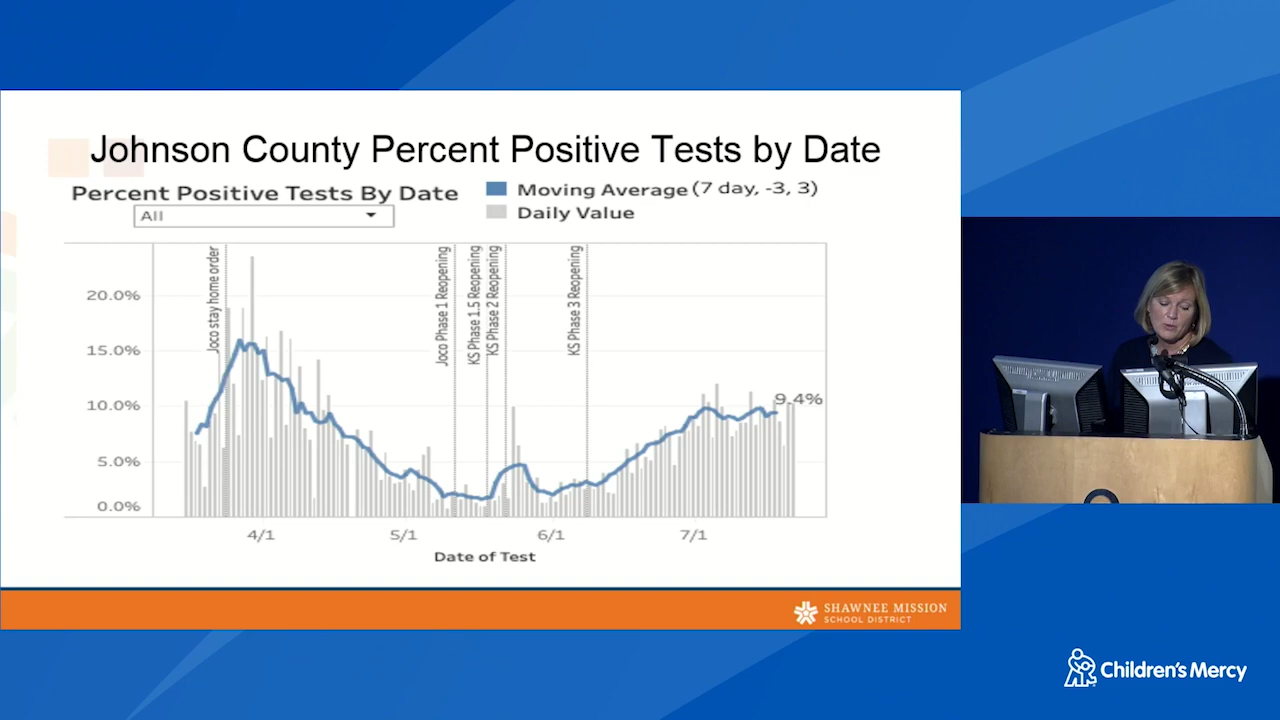 Johnson County Percent Positive Tests by Date
Percent Positive Tests By Date
All
Moving Average (7 day, -3, 3)
Daily Value
Joco stay home order
Joco Phase 1 Reopening
KS Phase 1.5 Reopening
KS Phase 2 Reopening
KS Phase 3 Reopening
20.0%
15.0%
10.0%
9.4%
5.0%
0.0%
4/1
5/1
6/1
7/1
Date of Test
SHAWNEE MISSION
SCHOOL DISTRICT
Children's Mercy